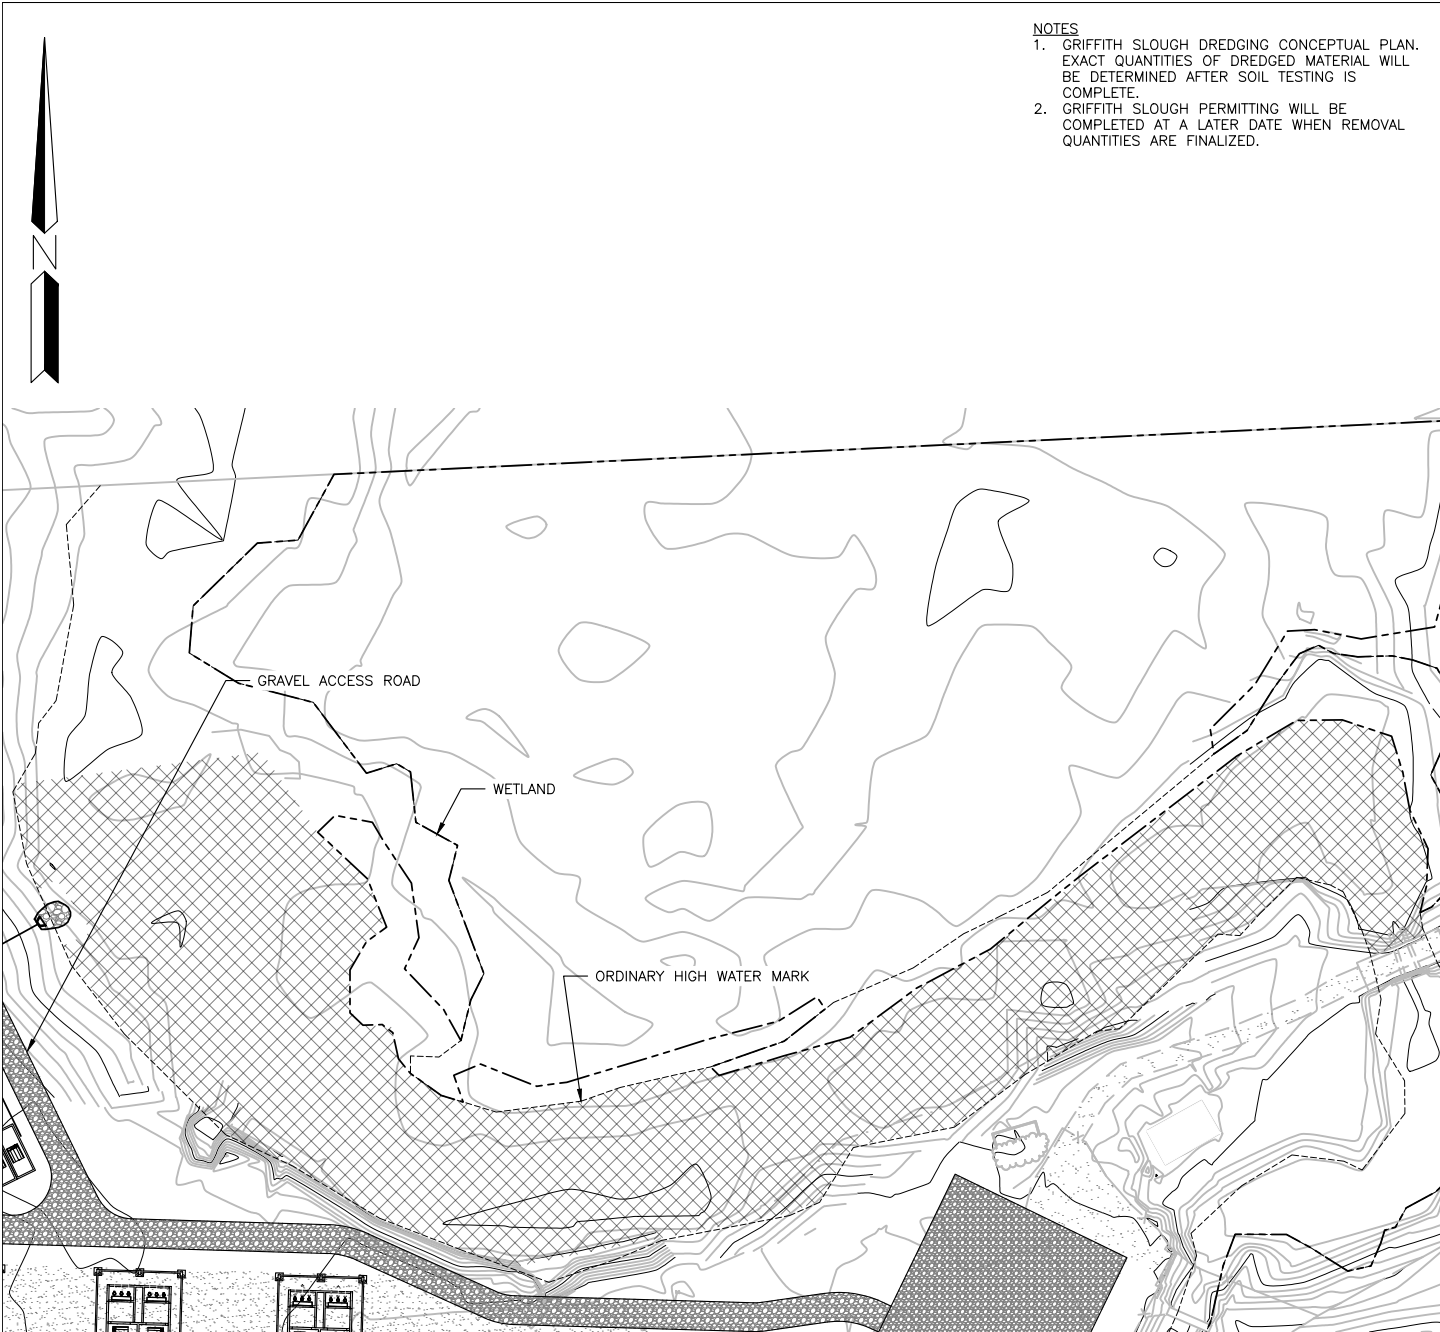 NOTES
1. GRIFFITH SLOUGH DREDGING CONCEPTUAL PLAN.
EXACT QUANTITIES OF DREDGED MATERIAL WILL
BE DETERMINED AFTER SOIL TESTING IS
COMPLETE.
2. GRIFFITH SLOUGH PERMITTING WILL BE
COMPLETED AT A LATER DATE WHEN REMOVAL
QUANTITIES ARE FINALIZED.
N
GRAVEL ACCESS ROAD
WETLAND
ORDINARY HIGH WATER MARK